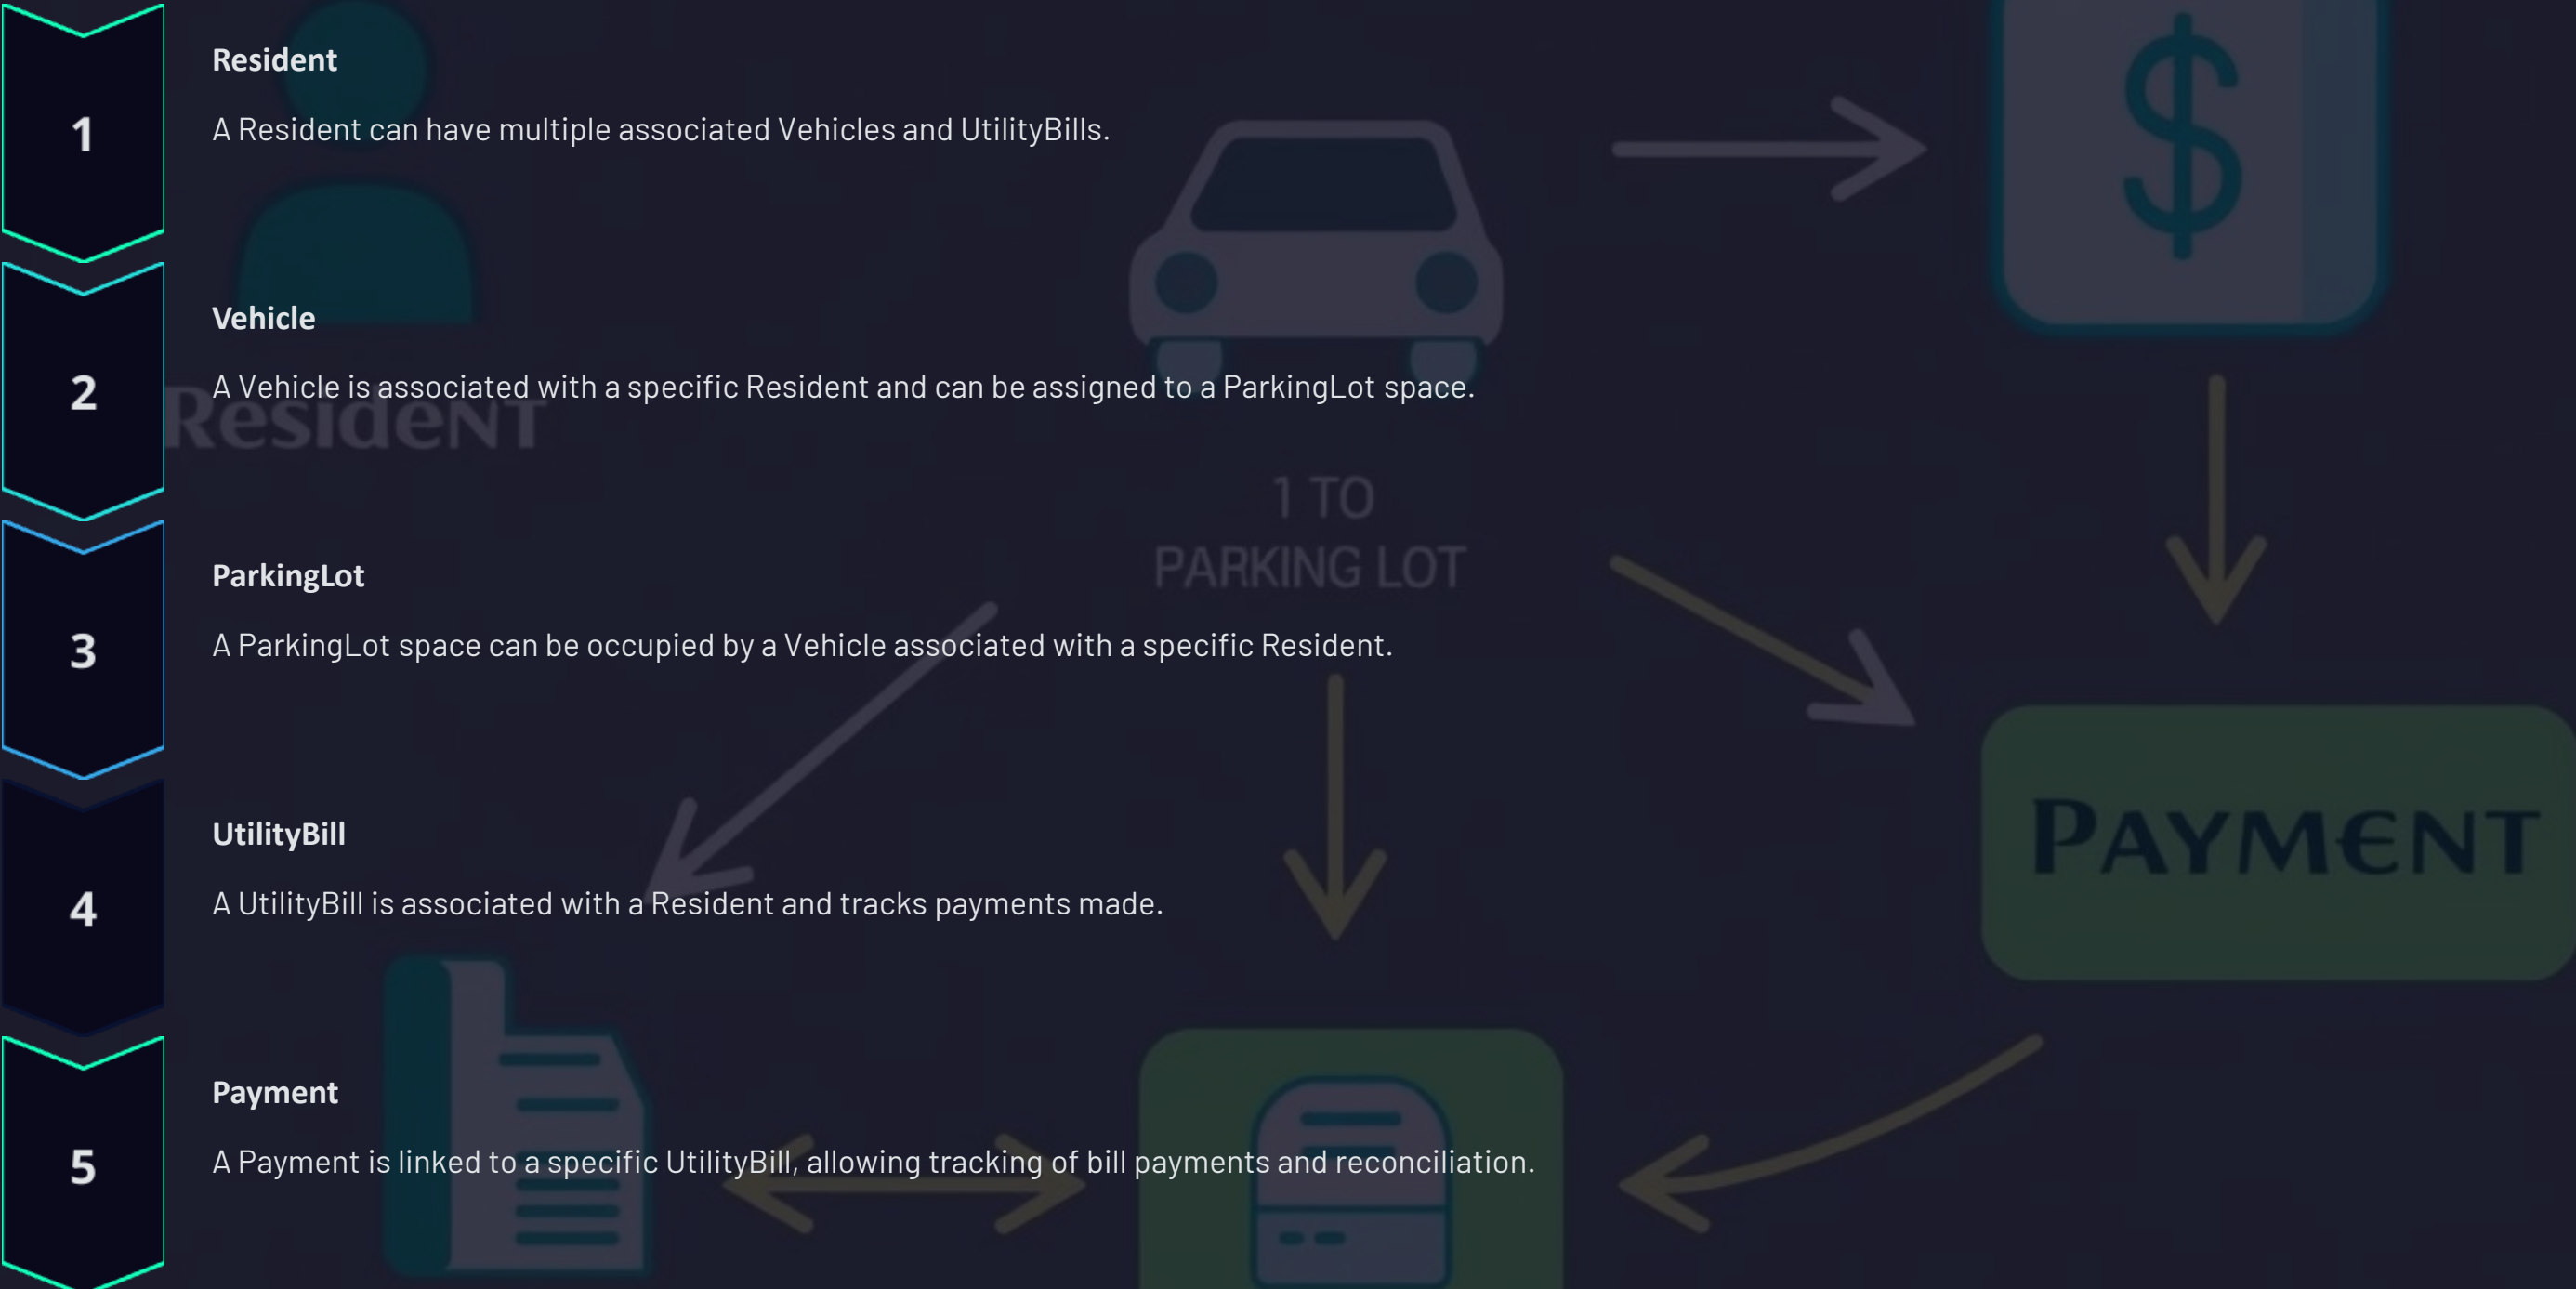 1
Resident
A Resident can have multiple associated Vehicles and UtilityBills.
2
Vehicle
A Vehicle is associated with a specific Resident and can be assigned to a ParkingLot space.
ResideNT
1 TO
PARKING LOT
3
ParkingLot
A ParkingLot space can be occupied by a Vehicle associated with a specific Resident.
4
UtilityBill
A UtilityBill is associated with a Resident and tracks payments made.
PAYM€NT
5
Payment
A Payment is linked to a specific UtilityBill, allowing tracking of bill payments and reconciliation.
$